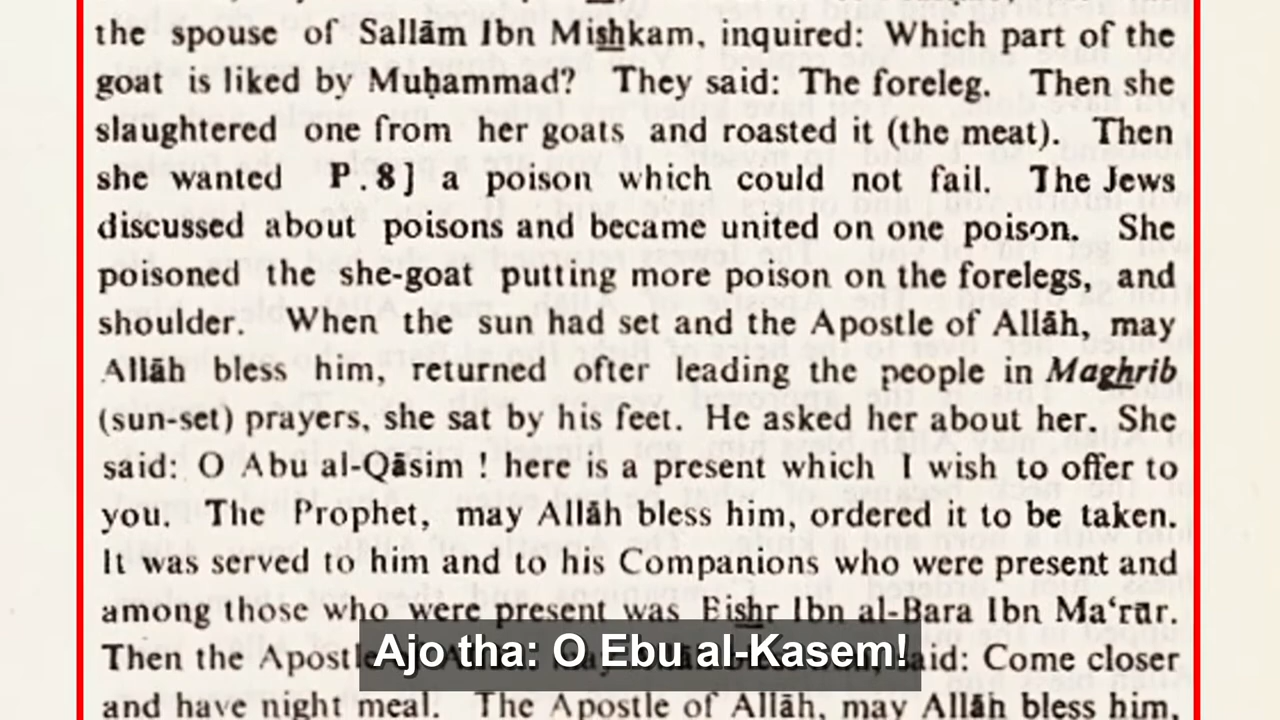 the spouse of Sallām Ibn Mishkam, inquired: Which part of the
goat is liked by Muḥammad? They said: The foreleg. Then she
slaughtered one from her goats and roasted it (the meat). Then
she wanted P. 8] a poison which could not fail. The Jews
discussed about poisons and became united on one poison. She
poisoned the she-goat putting more poison on the forelegs, and
shoulder. When the sun had set and the Apostle of Allāh, may
Allāh bless him, returned ofter leading the people in Maghrib
(sun-set) prayers, she sat by his feet. He asked her about her. She
said: O Abu al-Qāsim ! here is a present which I wish to offer to
you. The Prophet, may Allāh bless him, ordered it to be taken.
It was served to him and to his Companions who were present and
among those who were present was Eishr Ibn al-Bara Ibn Ma‘rūr.
Then the Apostle said: Come closer
Ajo tha: O Ebu al-Kasem!
and have night meal. The Apostle of Allāh, may Allāh bless him,